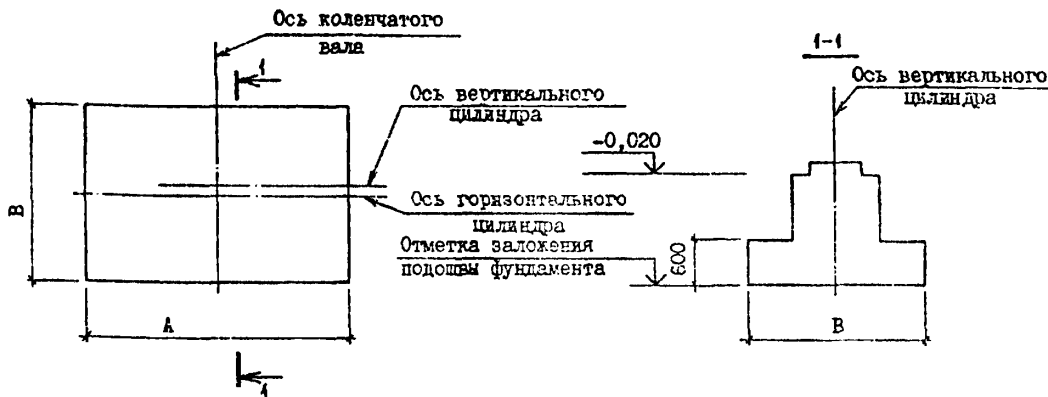 Ось коленчатого
вала
1
1-1
Ось вертикального
цилиндра
Ось вертикального
цилиндра
-0,020
В
Ось горизонтального
цилиндра
Отметка заложения
подошвы фундамента
600
А
В
1